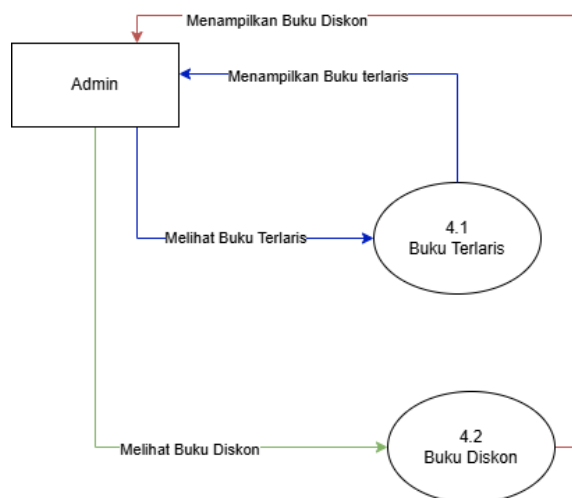 Menampilkan Buku Diskon
Admin
Menampilkan Buku terlaris
4.1
Buku Terlaris
Melihat Buku Terlaris
4.2
Buku Diskon
Melihat Buku Diskon